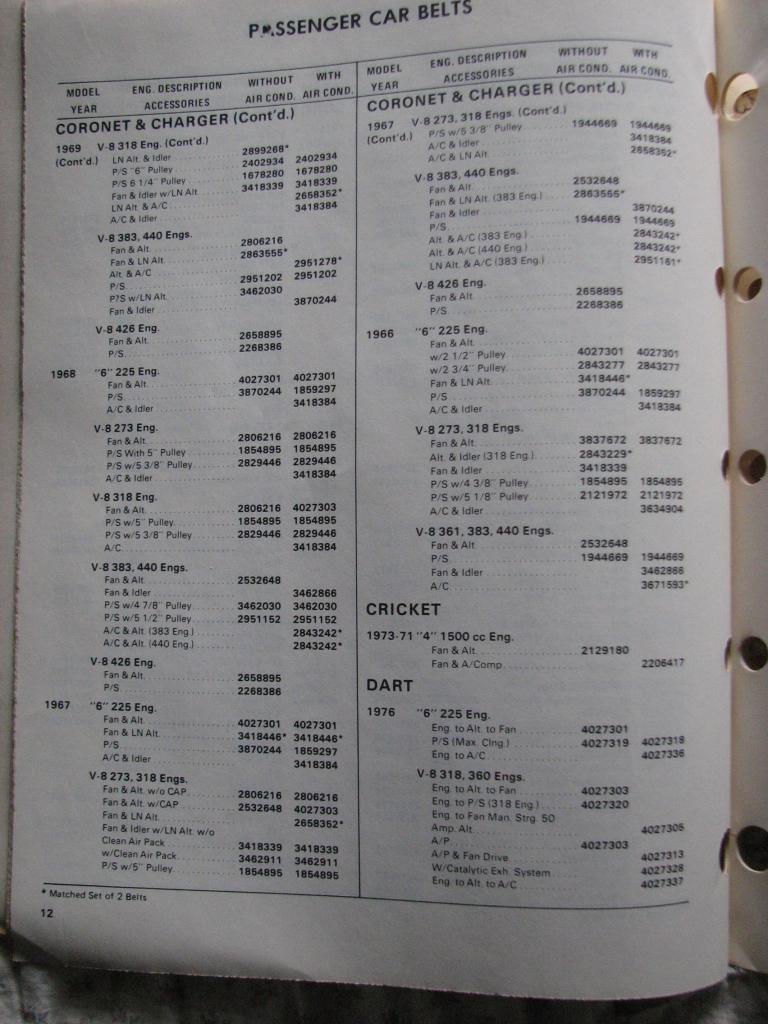 PASSENGER CAR BELTS
MODEL YEAR ENG. DESCRIPTION ACCESSORIES WITHOUT AIR COND. WITH AIR COND.
CORONET & CHARGER (Cont'd.)
1969 V-8 318 Eng. (Cont'd.)
(Cont'd.) LN Alt. & Idler 2899268*
P/S "6" Pulley 2402934 2402934
P/S 6 1/4" Pulley 1678280 1678280
Fan & Idler w/LN Alt. 3418339 3418339
LN Alt. & A/C 2658352*
A/C & Idler 3418384
V-8 383, 440 Engs.
Fan & Alt. 2806216
Fan & LN Alt. 2863555*
Alt. & A/C 2951278*
P/S 2951202 2951202
P?S w/LN Alt. 3462030
Fan & Idler 3870244
V-8 426 Eng.
Fan & Alt. 2658895
P/S 2268386
1968 "6" 225 Eng.
Fan & Alt. 4027301 4027301
P/S 3870244 1859297
A/C & Idler 3418384
V-8 273 Eng.
Fan & Alt. 2806216 2806216
P/S With 5" Pulley 1854895 1854895
P/S w/5 3/8" Pulley 2829446 2829446
A/C & Idler 3418384
V-8 318 Eng.
Fan & Alt. 2806216 4027303
P/S w/5" Pulley 1854895 1854895
P/S w/5 3/8" Pulley 2829446 2829446
A/C 3418384
V-8 383, 440 Engs.
Fan & Alt. 2532648
Fan & Idler 3462866
P/S w/4 7/8" Pulley 3462030 3462030
P/S w/5 1/2" Pulley 2951152 2951152
A/C & Alt. (383 Eng.) 2843242*
A/C & Alt. (440 Eng.) 2843242*
V-8 426 Eng.
Fan & Alt. 2658895
P/S 2268386
1967 "6" 225 Eng.
Fan & Alt. 4027301 4027301
Fan & LN Alt. 3418446* 3418446*
P/S 3870244 1859297
A/C & Idler 3418384
V-8 273, 318 Engs.
Fan & Alt. w/o CAP 2806216 2806216
Fan & Alt. w/CAP 2532648 4027303
Fan & LN Alt. 2658352*
Fan & Idler w/LN Alt. w/o
Clean Air Pack 3418339 3418339
w/Clean Air Pack 3462911 3462911
P/S w/5" Pulley 1854895 1854895
* Matched Set of 2 Belts
12
MODEL YEAR ENG. DESCRIPTION ACCESSORIES WITHOUT AIR COND. WITH AIR COND.
CORONET & CHARGER (Cont'd.)
1967 V-8 273, 318 Engs. (Cont'd.)
(Cont'd.) P/S w/5 3/8" Pulley 1944669 1944669
A/C & Idler 3418384
A/C & LN Alt. 2658352*
V-8 383, 440 Engs.
Fan & Alt. 2532648
Fan & LN Alt. (383 Eng.) 2863555*
Fan & Idler 3870244
P/S 1944669 1944669
Alt. & A/C (383 Eng.) 2843242*
Alt. & A/C (440 Eng.) 2843242*
LN Alt. & A/C (383 Eng.) 2951161*
V-8 426 Eng.
Fan & Alt. 2658895
P/S 2268386
1966 "6" 225 Eng.
Fan & Alt.
w/2 1/2" Pulley 4027301 4027301
w/2 3/4" Pulley 2843277 2843277
Fan & LN Alt. 3418446*
P/S 3870244 1859297
A/C & Idler 3418384
V-8 273, 318 Engs.
Fan & Alt. 3837672 3837672
Alt. & Idler (318 Eng.) 2843229*
Fan & Idler 3418339
P/S w/4 3/8" Pulley 1854895 1854895
P/S w/5 1/8" Pulley 2121972 2121972
A/C & Idler 3634904
V-8 361, 383, 440 Engs.
Fan & Alt. 2532648
P/S 1944669 1944669
Fan & Idler 3462866
A/C 3671593*
CRICKET
1973-71 "4" 1500 cc Eng.
Fan & Alt. 2129180
Fan & A/Comp. 2206417
DART
1976 "6" 225 Eng.
Eng. to Alt. to Fan 4027301
P/S (Max. Clng.) 4027319 4027318
Eng. to A/C 4027336
V-8 318, 360 Engs.
Eng. to Alt. to Fan 4027303
Eng. to P/S (318 Eng.) 4027320
Eng. to Fan Man. Strg. 50
Amp. Alt. 4027305
A/P 4027303
A/P & Fan Drive 4027313
W/Catalytic Exh. System 4027328
Eng. to Alt. to A/C 4027337